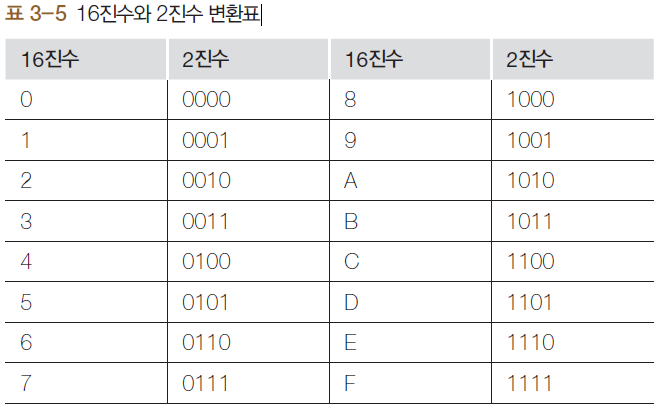 표 3-5 16진수와 2진수 변환표
16진수 2진수 16진수 2진수
0 0000 8 1000
1 0001 9 1001
2 0010 A 1010
3 0011 B 1011
4 0100 C 1100
5 0101 D 1101
6 0110 E 1110
7 0111 F 1111